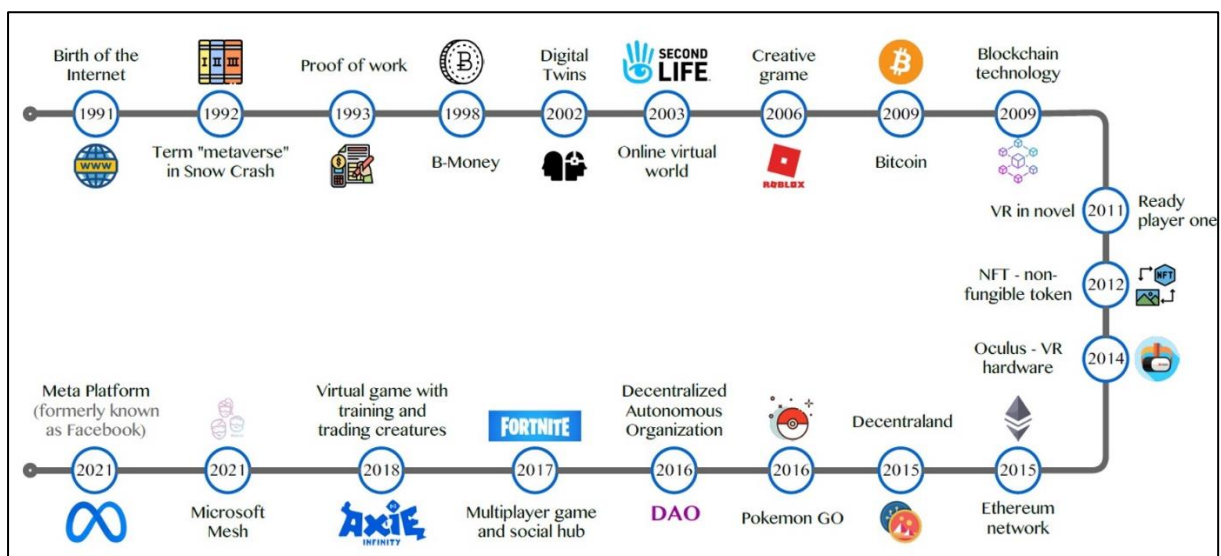 Birth of the
Internet
1991
WWW
I II III
1992
Term "metaverse"
in Snow Crash
Proof of work
1993
$
B
1998
B-Money
Digital
Twins
2002
SECOND
LIFE
2003
Online virtual
world
Creative
grame
2006
ROBLOX
B
2009
Bitcoin
Blockchain
technology
2009
VR in novel
2011
Ready
player one
NFT - non-
fungible token
2012
NFT
Oculus - VR
hardware
2014
2015
Ethereum
network
Decentraland
2015
2016
Pokemon GO
Decentralized
Autonomous
Organization
2016
DAO
FORTNITE
2017
Multiplayer game
and social hub
Virtual game with
training and
trading creatures
2018
AXIE
INFINITY
2021
Microsoft
Mesh
Meta Platform
(formerly known
as Facebook)
2021